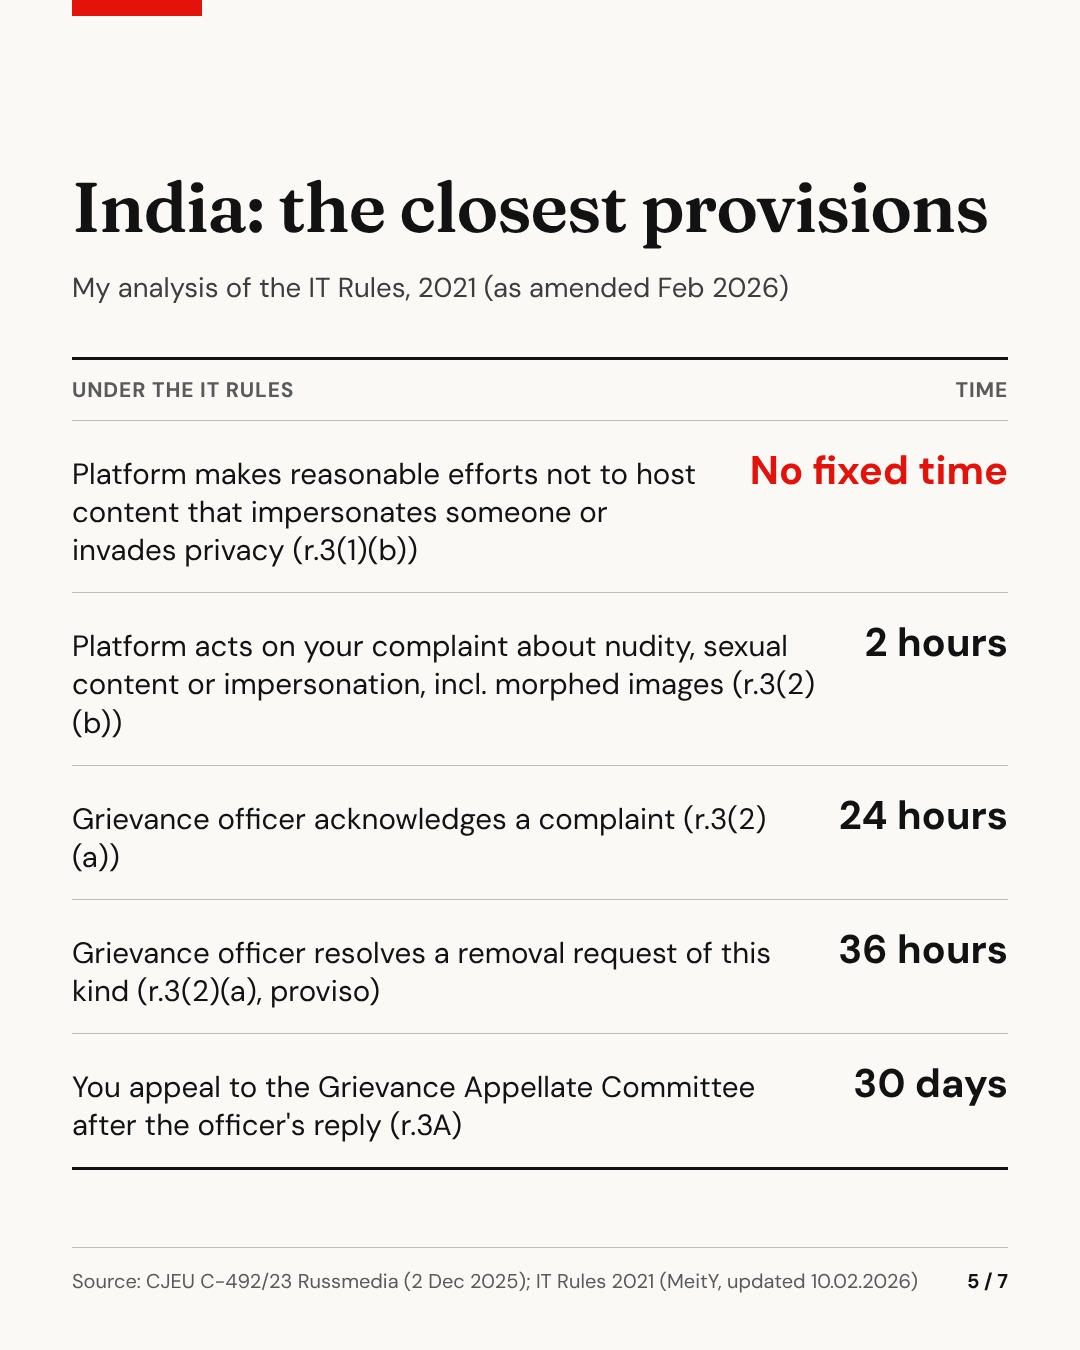 India: the closest provisions
My analysis of the IT Rules, 2021 (as amended Feb 2026)
UNDER THE IT RULES TIME
Platform makes reasonable efforts not to host No fixed time
content that impersonates someone or
invades privacy (r.3(1)(b))
Platform acts on your complaint about nudity, sexual 2 hours
content or impersonation, incl. morphed images (r.3(2)
(b))
Grievance officer acknowledges a complaint (r.3(2) 24 hours
(a))
Grievance officer resolves a removal request of this 36 hours
kind (r.3(2)(a), proviso)
You appeal to the Grievance Appellate Committee 30 days
after the officer's reply (r.3A)
Source: CJEU C-492/23 Russmedia (2 Dec 2025); IT Rules 2021 (MeitY, updated 10.02.2026) 5 / 7